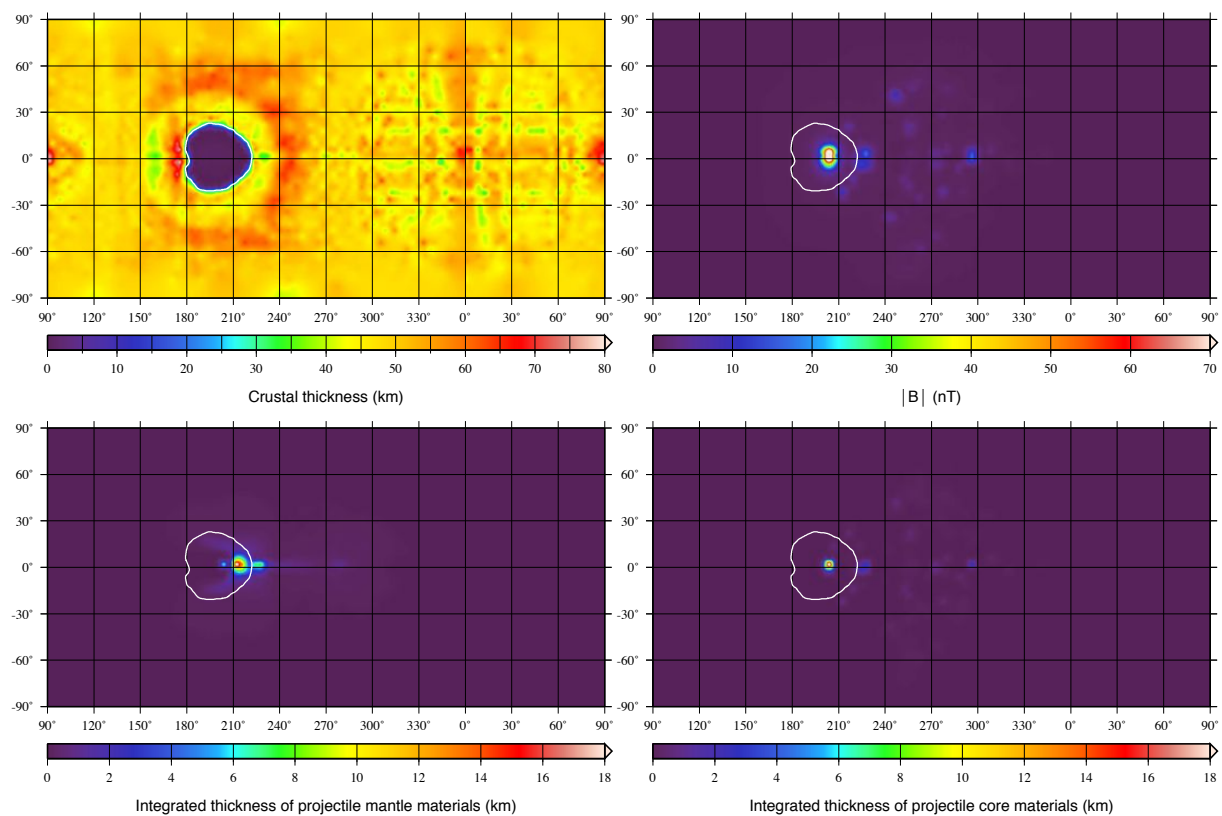 90˚ 90˚
60˚ 60˚
30˚ 30˚
0˚ 0˚
-30˚ -30˚
-60˚ -60˚
-90˚ -90˚
90˚ 120˚ 150˚ 180˚ 210˚ 240˚ 270˚ 300˚ 330˚ 0˚ 30˚ 60˚ 90˚ 90˚ 120˚ 150˚ 180˚ 210˚ 240˚ 270˚ 300˚ 330˚ 0˚ 30˚ 60˚ 90˚
0 10 20 30 40 50 60 70 80 0 10 20 30 40 50 60 70
Crustal thickness (km) |B| (nT)
90˚ 90˚
60˚ 60˚
30˚ 30˚
0˚ 0˚
-30˚ -30˚
-60˚ -60˚
-90˚ -90˚
90˚ 120˚ 150˚ 180˚ 210˚ 240˚ 270˚ 300˚ 330˚ 0˚ 30˚ 60˚ 90˚ 90˚ 120˚ 150˚ 180˚ 210˚ 240˚ 270˚ 300˚ 330˚ 0˚ 30˚ 60˚ 90˚
0 2 4 6 8 10 12 14 16 18 0 2 4 6 8 10 12 14 16 18
Integrated thickness of projectile mantle materials (km) Integrated thickness of projectile core materials (km)